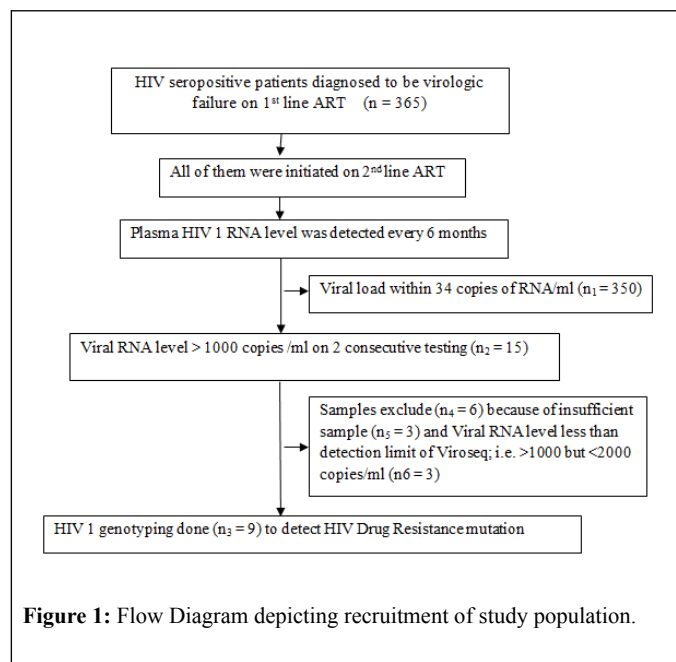 HIV seropositive patients diagnosed to be virologic
failure on 1st line ART (n = 365)
All of them were initiated on 2nd line ART
Plasma HIV 1 RNA level was detected every 6 months
Viral load within 34 copies of RNA/ml (n1 = 350)
Viral RNA level > 1000 copies /ml on 2 consecutive testing (n2 = 15)
Samples exclude (n4 = 6) because of insufficient
sample (n5 = 3) and Viral RNA level less than
detection limit of Viroseq; i.e. >1000 but <2000
copies/ml (n6 = 3)
HIV 1 genotyping done (n3 = 9) to detect HIV Drug Resistance mutation
Figure 1: Flow Diagram depicting recruitment of study population.